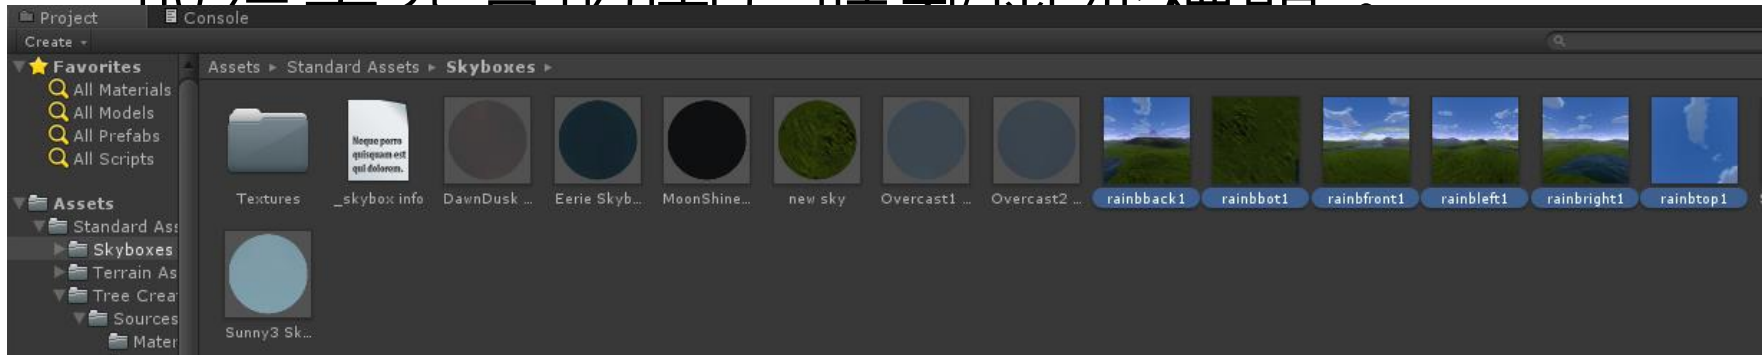 Project
Console
Create
Favorites
All Materials
All Models
All Prefabs
All Scripts
Assets
Standard Ass
Skyboxes
Terrain As
Tree Crea
Sources
Mater
Assets ▸ Standard Assets ▸ Skyboxes ▸
Neque porro
quisquam est
qui dolorem.
Textures _skybox info DawnDusk ... Eerie Skyb... MoonShine... new sky Overcast1 ... Overcast2 ... rainbback1 rainbbot1 rainbfront1 rainbleft1 rainbright1 rainbtop1
Sunny3 Sk...